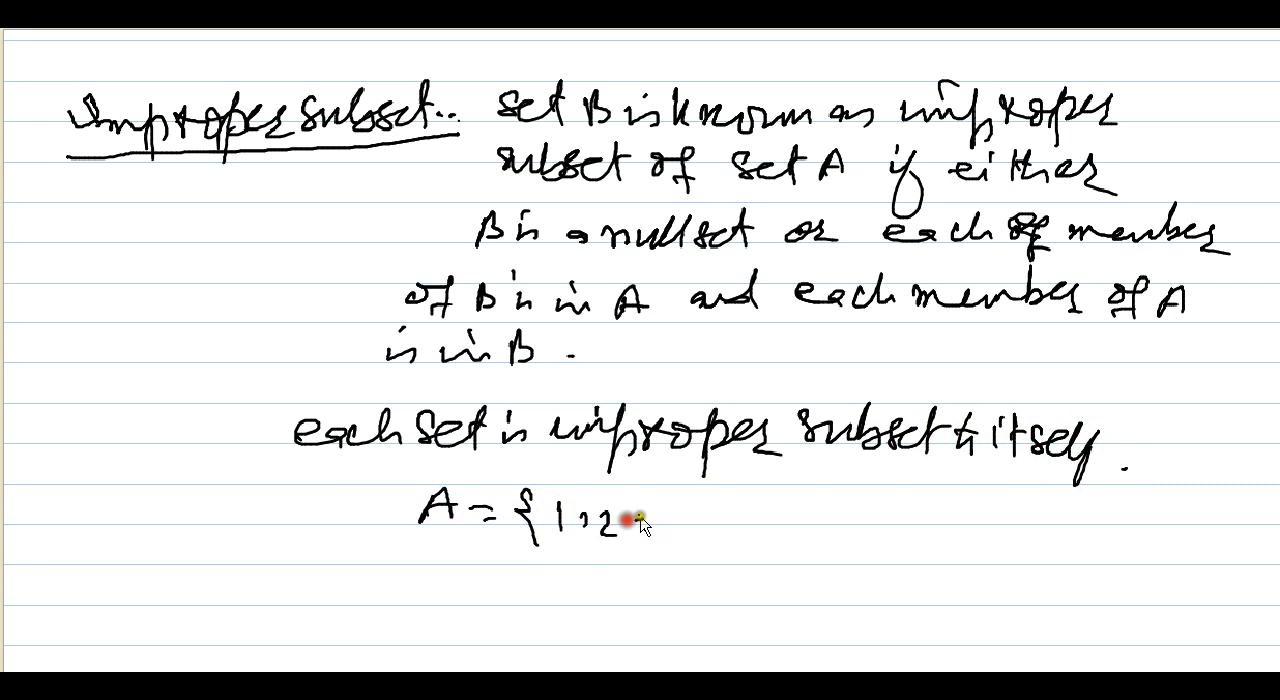 Improper subset.. set B is known as improper
subset of set A if either
B is a null set or each of member
of B is in A and each member of A
is in B.
each set is improper subset to itself.
A = { 1, 2